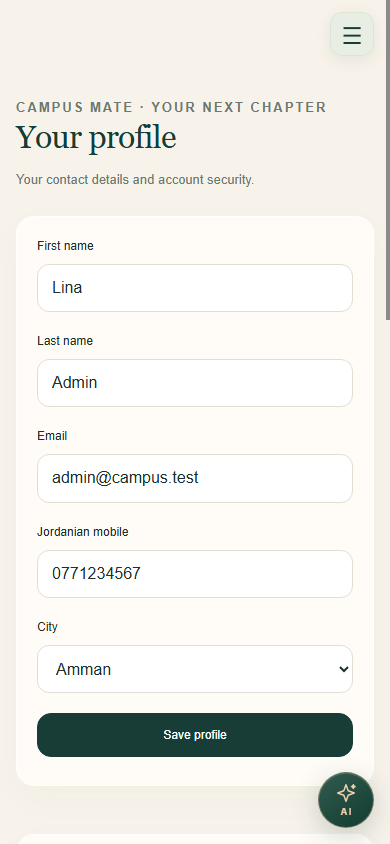 CAMPUS MATE · YOUR NEXT CHAPTER
Your profile
Your contact details and account security.
First name
Lina
Last name
Admin
Email
admin@campus.test
Jordanian mobile
0771234567
City
Amman
Save profile
AI